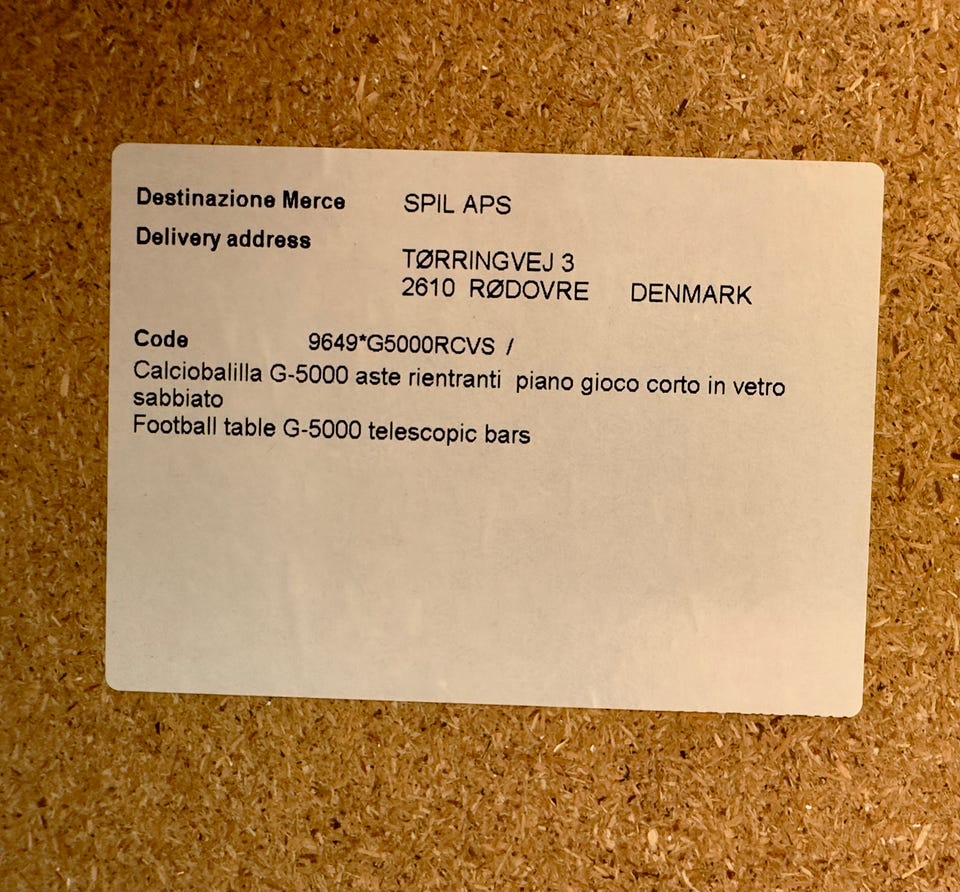 Destinazione Merce SPIL APS
Delivery address
TØRRINGVEJ 3
2610 RØDOVRE DENMARK
Code 9649*G5000RCVS /
Calciobalilla G-5000 aste rientranti piano gioco corto in vetro
sabbiato
Football table G-5000 telescopic bars